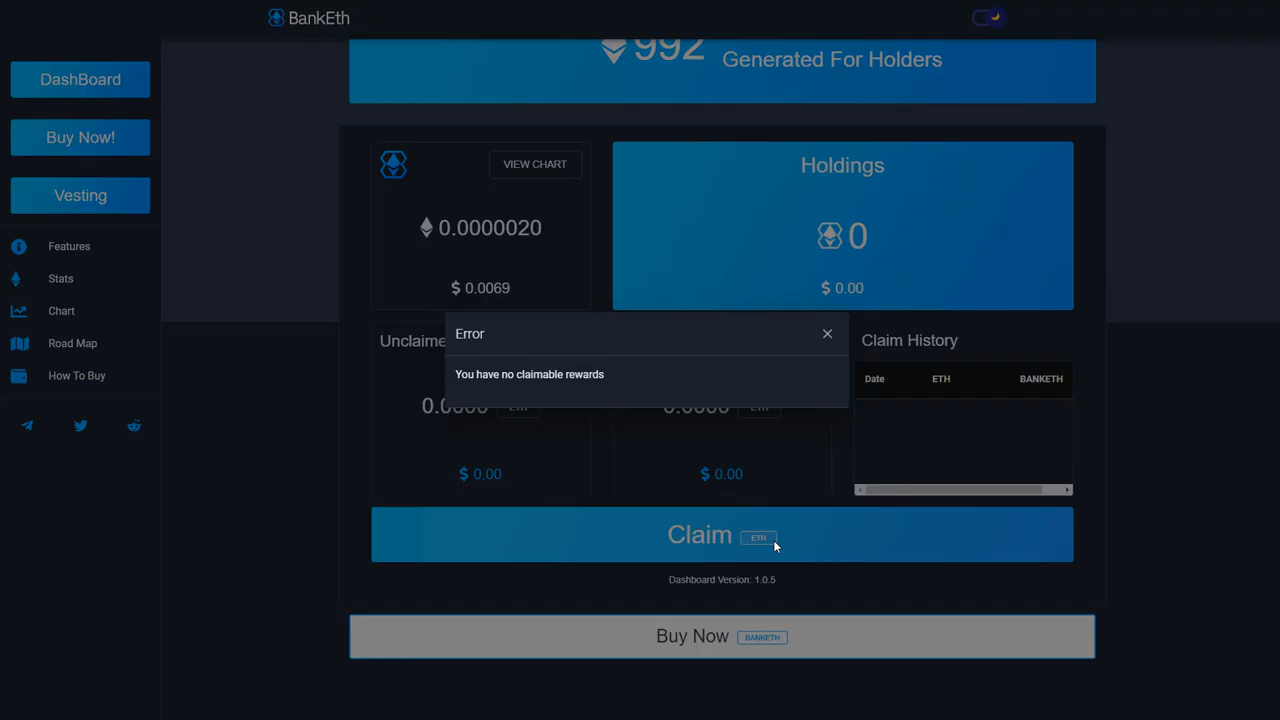 BankEth
DashBoard
Buy Now!
Vesting
Features
Stats
Chart
Road Map
How To Buy
992 Generated For Holders
VIEW CHART
0.0000020
$ 0.0069
Holdings
0
$ 0.00
Error
You have no claimable rewards
$ 0.00
$ 0.00
Claim History
Date ETH BANKETH
Claim ETH
Dashboard Version: 1.0.5
Buy Now BANKETH